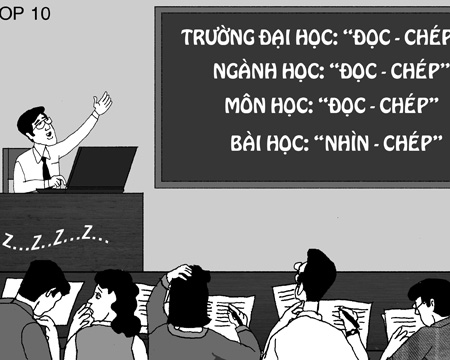 OP 10
TRƯỜNG ĐẠI HỌC: “ĐỌC - CHÉP
NGÀNH HỌC: “ĐỌC - CHÉP”
MÔN HỌC: “ĐỌC - CHÉP”
BÀI HỌC: “NHÌN - CHÉP”
Z...Z..Z...Z...